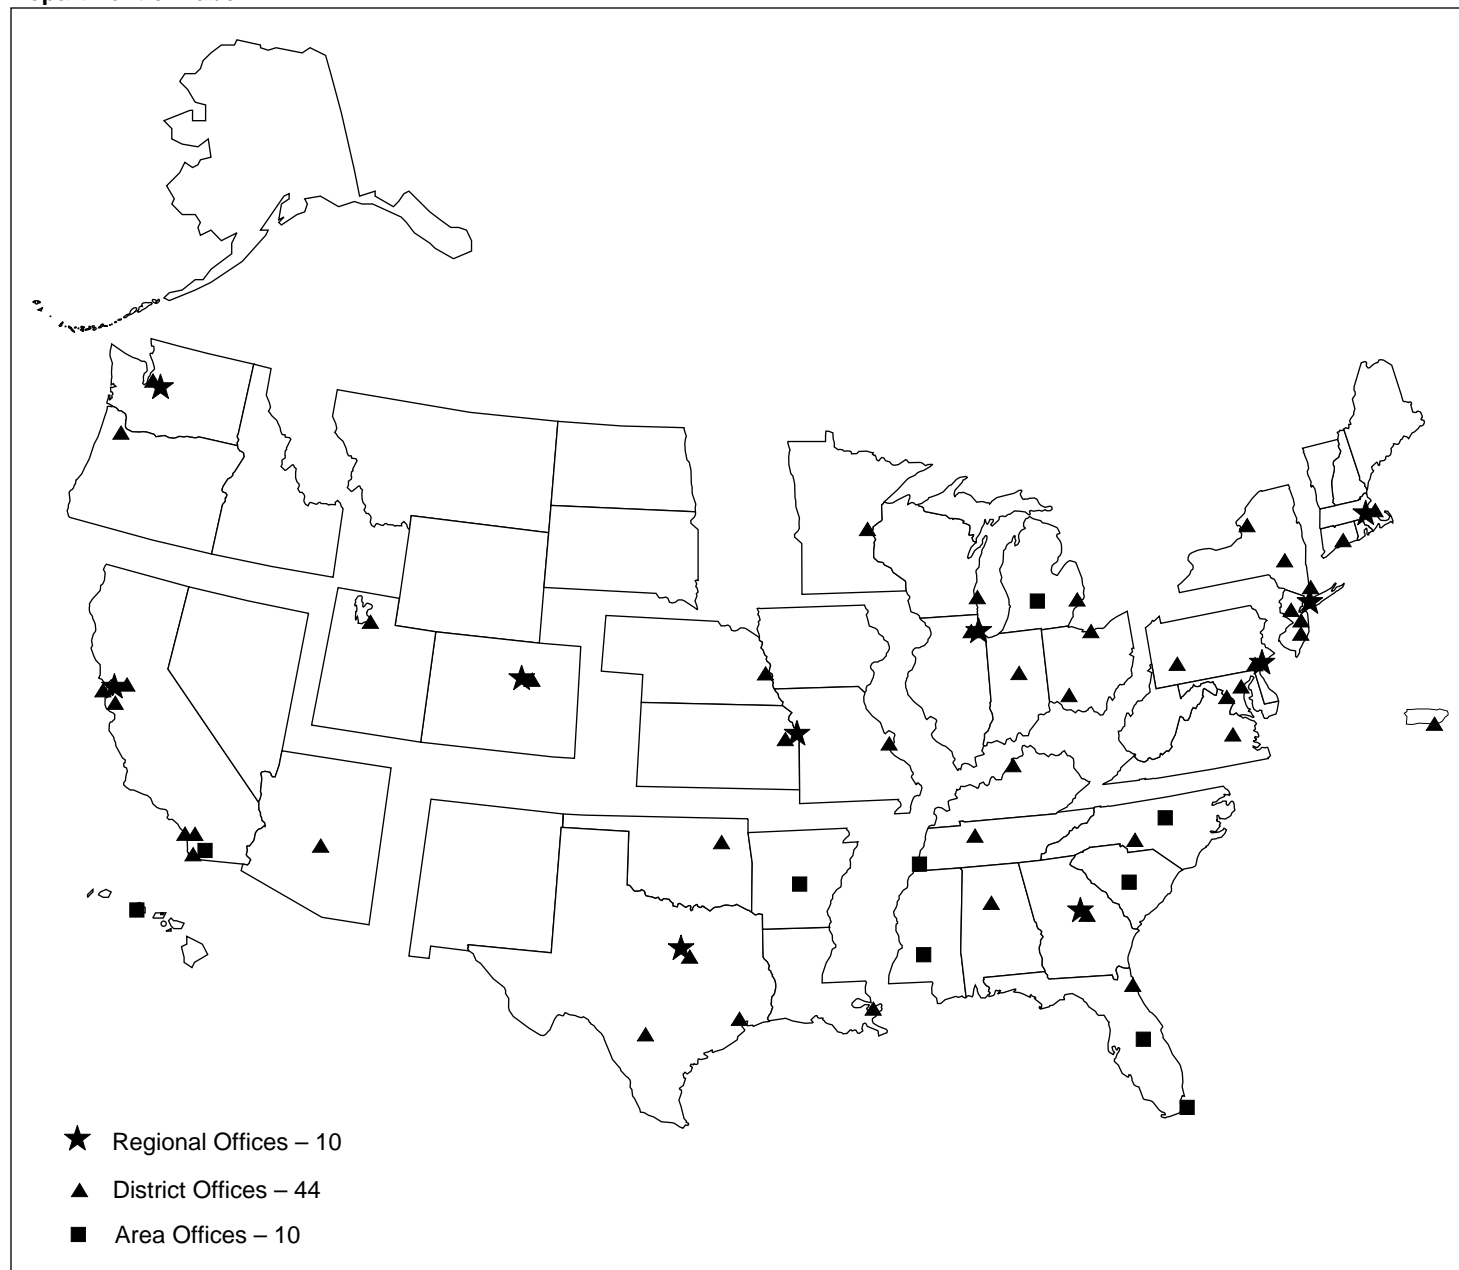 Regional Offices – 10
District Offices – 44
Area Offices – 10